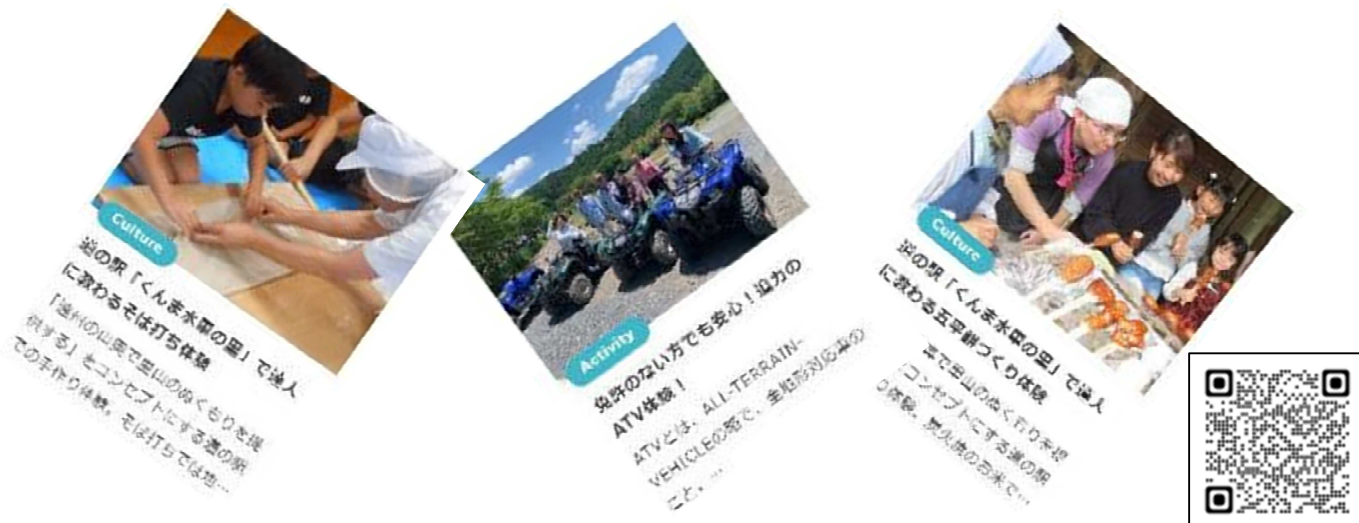 Culture
道の駅「くんま水車の里」で達人
に教わるそば打ち体験
「遠州の山奥で里山のぬくもりを提
供する」をコンセプトにする道の駅
での手作り体験。そば打ちでは地…
Activity
免許のない方でも安心！迫力の
ATV体験！
ATVとは、ALL-TERRAIN-
VEHICLEの略で、全地形対応車の
こと。…
Culture
道の駅「くんま水車の里」で達人
に教わる五平餅づくり体験
で里山のぬくもりを提
コンセプトにする道の駅
り体験。炭火焼のお米で…